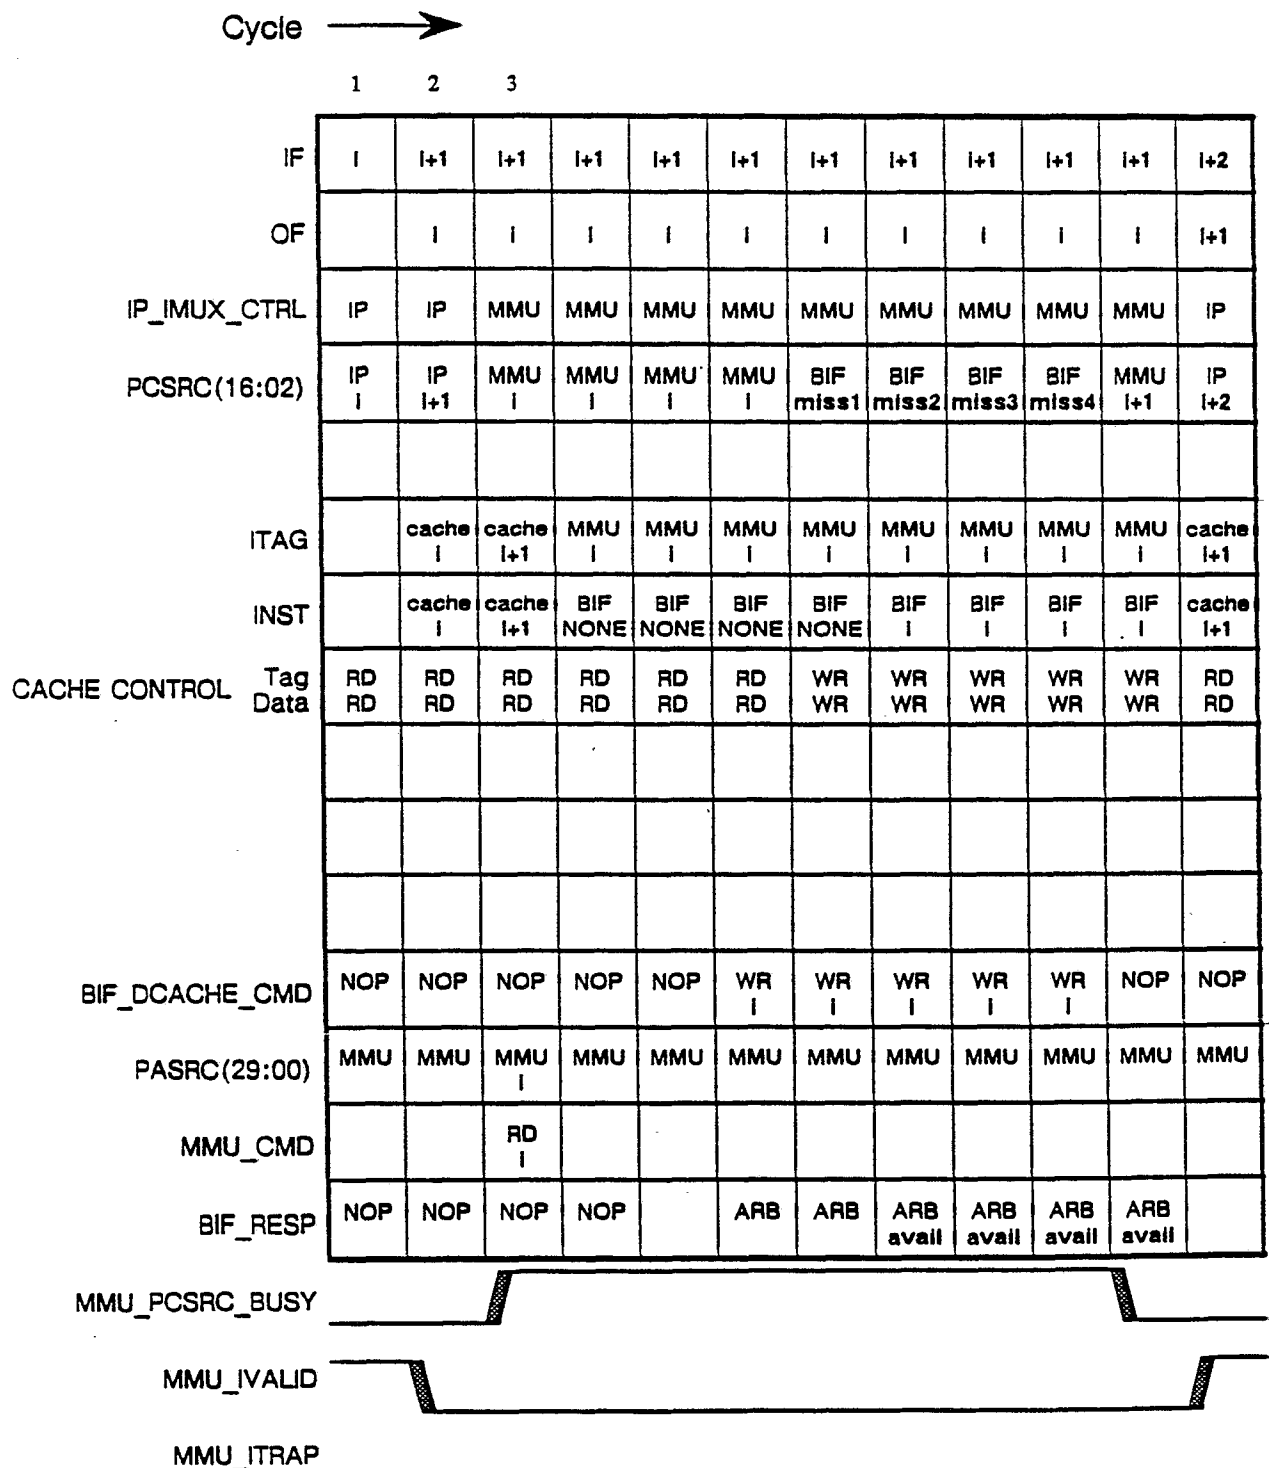 Cycle
1 2 3
IF I I+1 I+1 I+1 I+1 I+1 I+1 I+1 I+1 I+1 I+1 I+2
OF I I I I I I I I I I I+1
IP_IMUX_CTRL IP IP MMU MMU MMU MMU MMU MMU MMU MMU MMU IP
PCSRC(16:02) IP IP MMU MMU MMU MMU BIF BIF BIF BIF MMU IP
I I+1 I I I I miss1 miss2 miss3 miss4 I+1 I+2
ITAG cache cache MMU MMU MMU MMU MMU MMU MMU MMU cache
I I+1 I I I I I I I I I+1
INST cache cache BIF BIF BIF BIF BIF BIF BIF BIF cache
I I+1 NONE NONE NONE NONE I I I I I+1
CACHE CONTROL Tag RD RD RD RD RD RD WR WR WR WR WR RD
Data RD RD RD RD RD RD WR WR WR WR WR RD
BIF_DCACHE_CMD NOP NOP NOP NOP NOP WR WR WR WR WR NOP NOP
I I I I I
PASRC(29:00) MMU MMU MMU MMU MMU MMU MMU MMU MMU MMU MMU MMU
I
MMU_CMD RD
I
BIF_RESP NOP NOP NOP NOP ARB ARB ARB ARB ARB ARB
avail avail avail avail
MMU_PCSRC_BUSY
MMU_IVALID
MMU_ITRAP